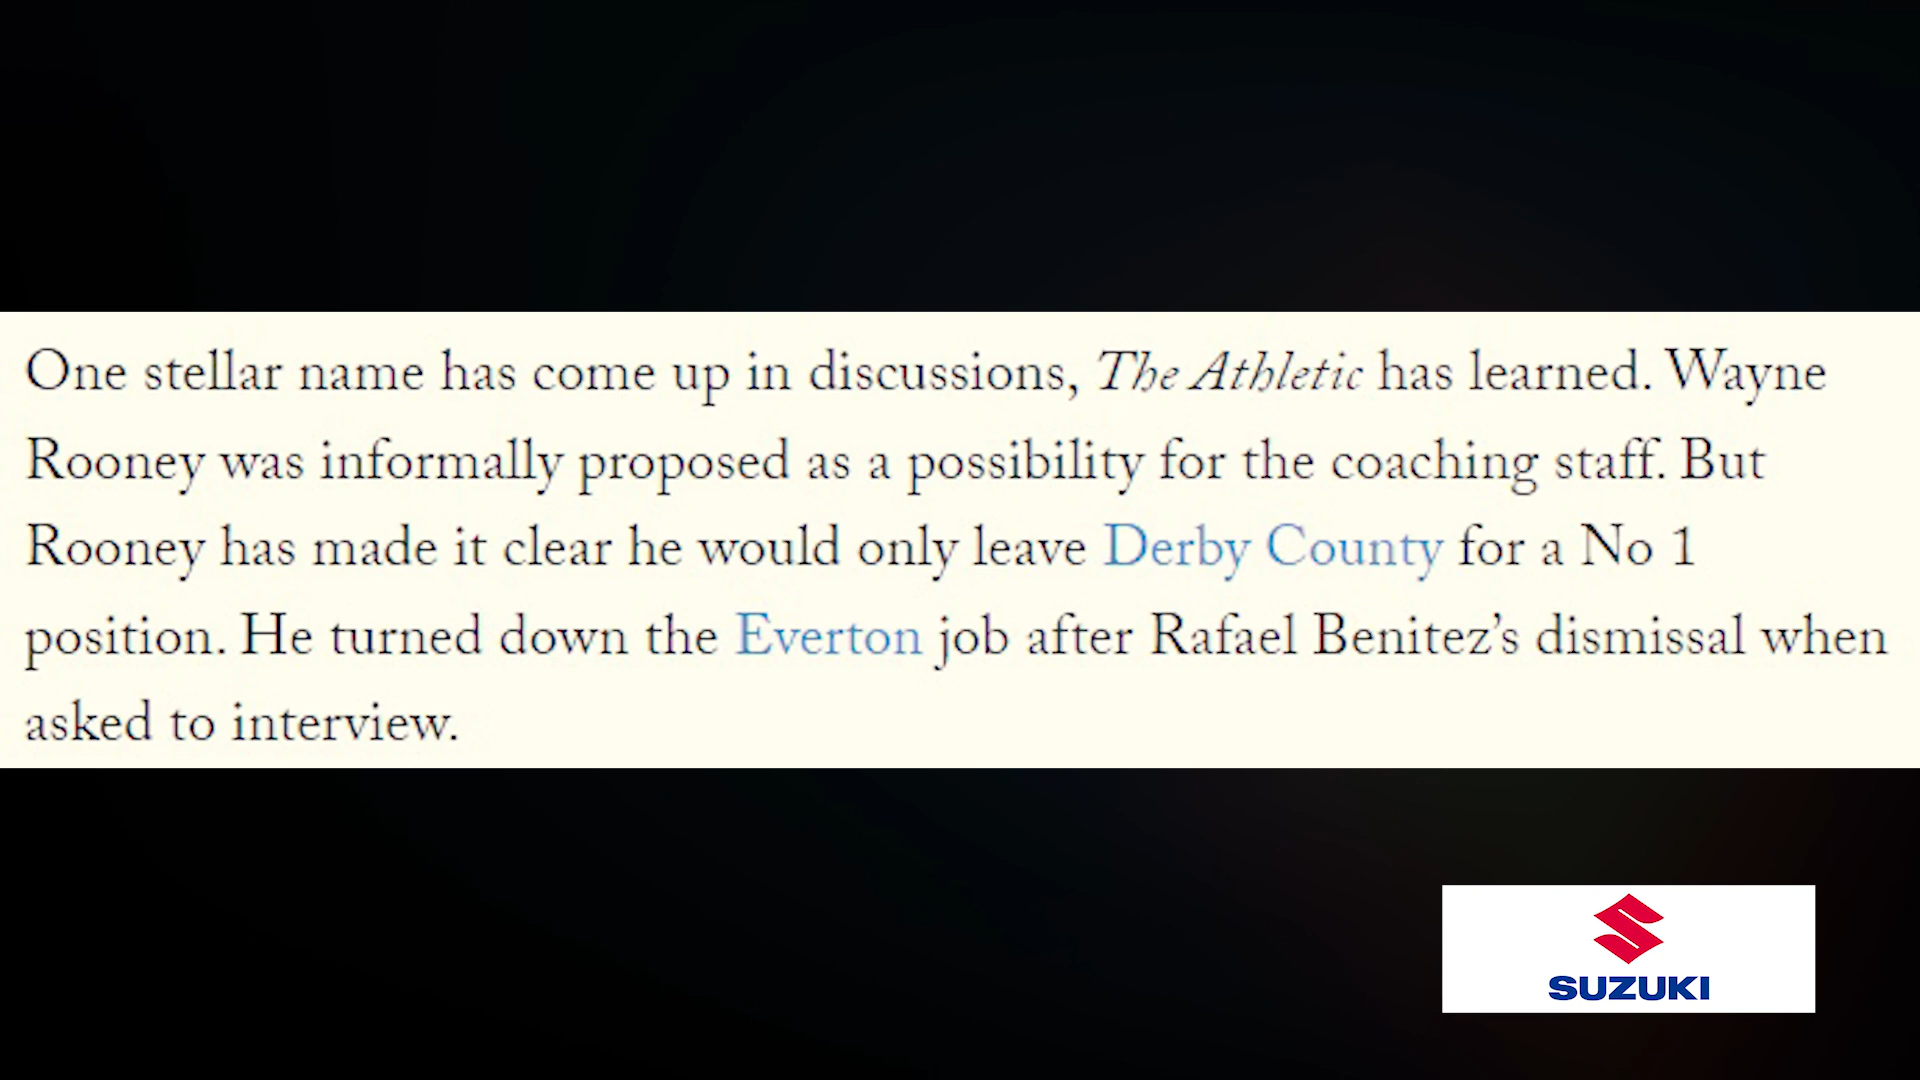 One stellar name has come up in discussions, The Athletic has learned. Wayne
Rooney was informally proposed as a possibility for the coaching staff. But
Rooney has made it clear he would only leave Derby County for a No 1
position. He turned down the Everton job after Rafael Benitez’s dismissal when
asked to interview.
SUZUKI